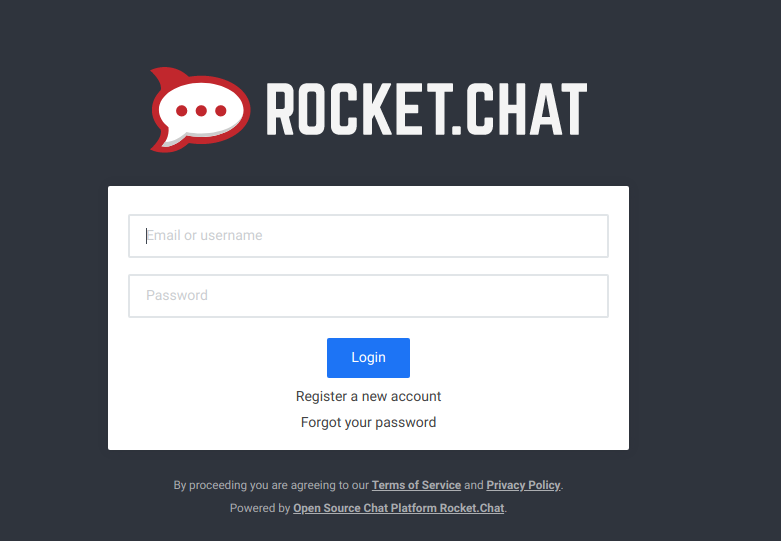 ROCKET.CHAT
Email or username
Password
Login
Register a new account
Forgot your password
By proceeding you are agreeing to our Terms of Service and Privacy Policy.
Powered by Open Source Chat Platform Rocket.Chat.